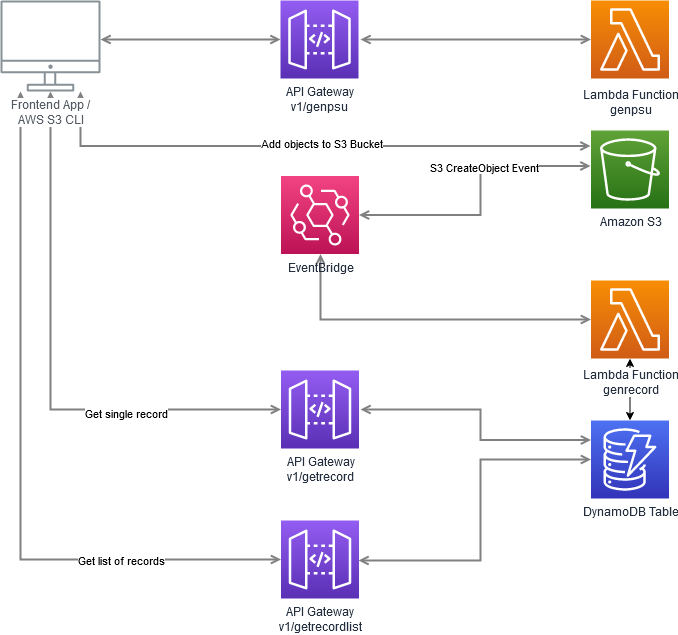 API Gateway
v1/genpsu
Lambda Function
genpsu
Frontend App /
AWS S3 CLI
Add objects to S3 Bucket
S3 CreateObject Event
Amazon S3
EventBridge
Lambda Function
genrecord
Get single record
API Gateway
v1/getrecord
DynamoDB Table
Get list of records
API Gateway
v1/getrecordlist